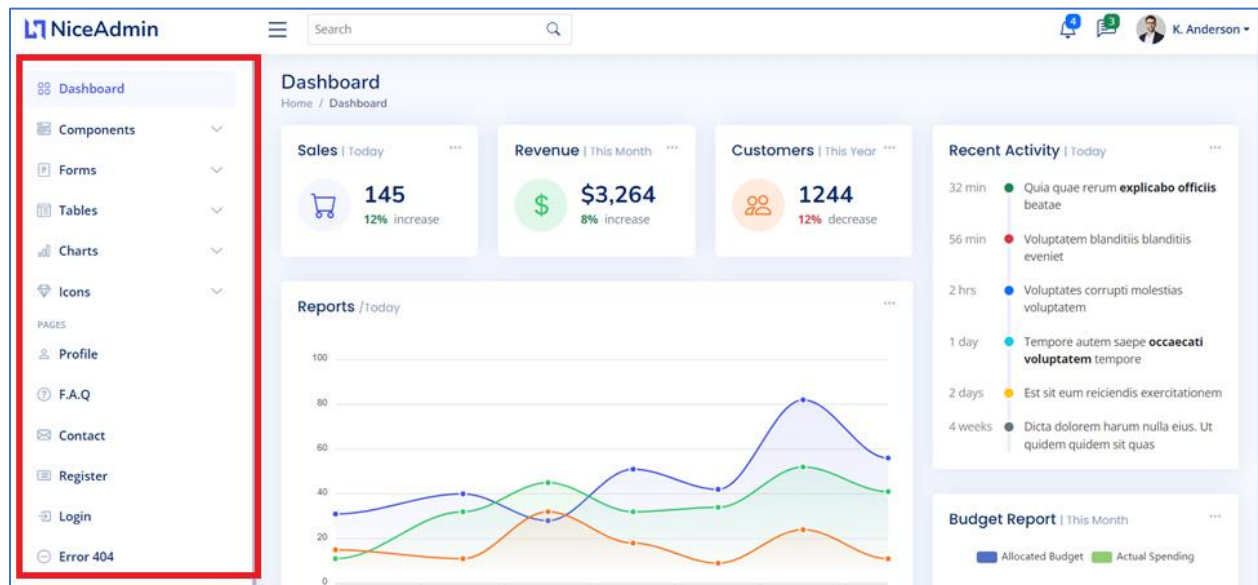 NiceAdmin
Search
4
3
K. Anderson
Dashboard
Components
Forms
Tables
Charts
Icons
PAGES
Profile
F.A.Q
Contact
Register
Login
Error 404
Dashboard
Home / Dashboard
Sales | Today
145
12% increase
Revenue | This Month
$3,264
8% increase
Customers | This Year
1244
12% decrease
Reports /Today
100
80
60
40
20
0
Recent Activity | Today
32 min Quia quae rerum explicabo officiis
beatae
56 min Voluptatem blanditiis blanditiis
eveniet
2 hrs Voluptates corrupti molestias
voluptatem
1 day Tempore autem saepe occaecati
voluptatem tempore
2 days Est sit eum reiciendis exercitationem
4 weeks Dicta dolorem harum nulla eius. Ut
quidem quidem sit quas
Budget Report | This Month
Allocated Budget Actual Spending